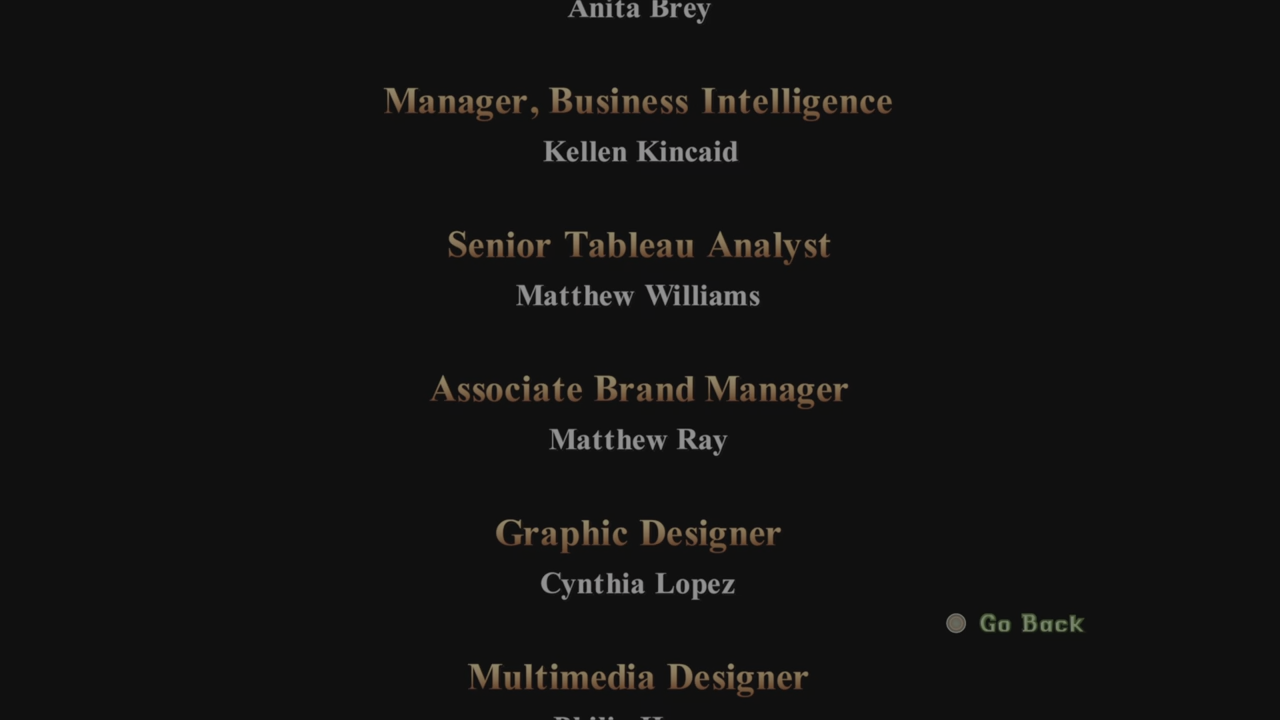 Anita Brey
Manager, Business Intelligence
Kellen Kincaid
Senior Tableau Analyst
Matthew Williams
Associate Brand Manager
Matthew Ray
Graphic Designer
Cynthia Lopez
Go Back
Multimedia Designer